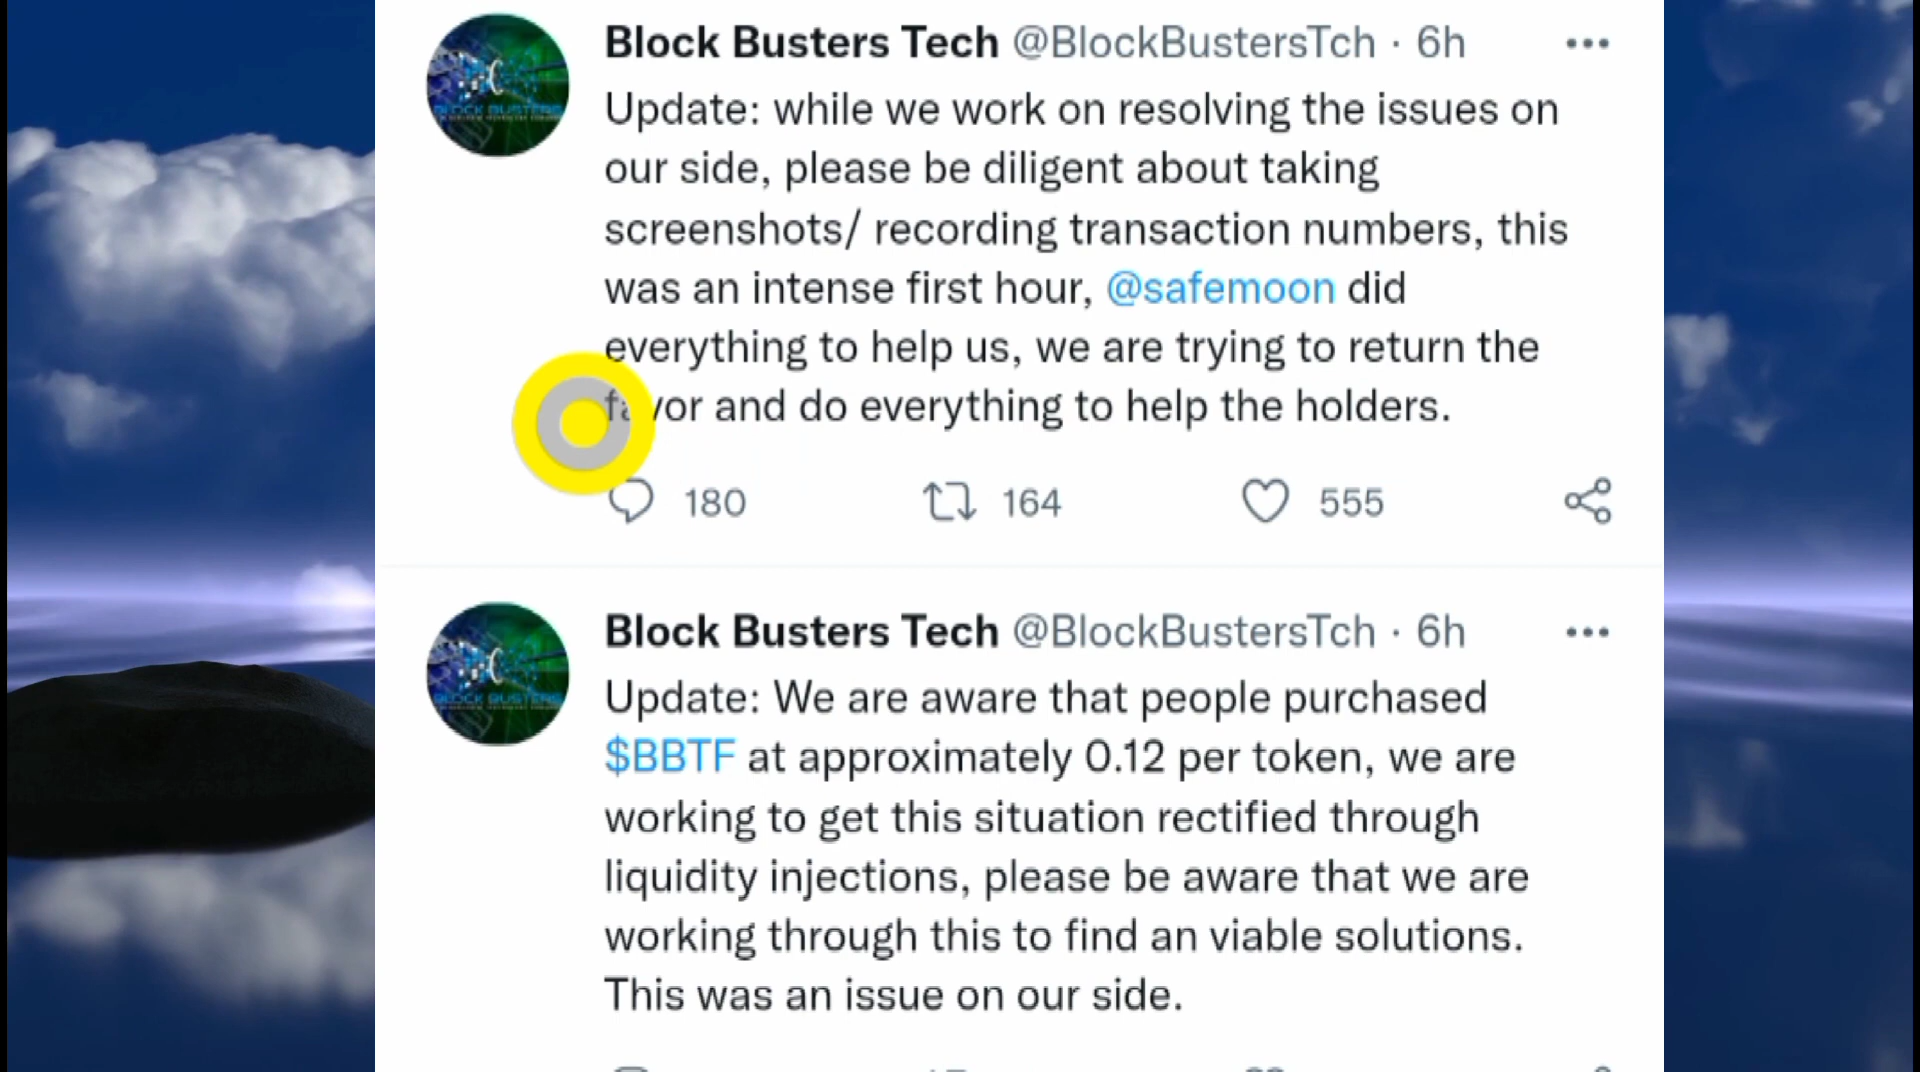 Block Busters Tech @BlockBustersTch · 6h
Update: while we work on resolving the issues on
our side, please be diligent about taking
screenshots/ recording transaction numbers, this
was an intense first hour, @safemoon did
everything to help us, we are trying to return the
favor and do everything to help the holders.
180 164 555
BLOCK BUSTERS
Block Busters Tech @BlockBustersTch · 6h
Update: We are aware that people purchased
$BBTF at approximately 0.12 per token, we are
working to get this situation rectified through
liquidity injections, please be aware that we are
working through this to find an viable solutions.
This was an issue on our side.
BLOCK BUSTERS